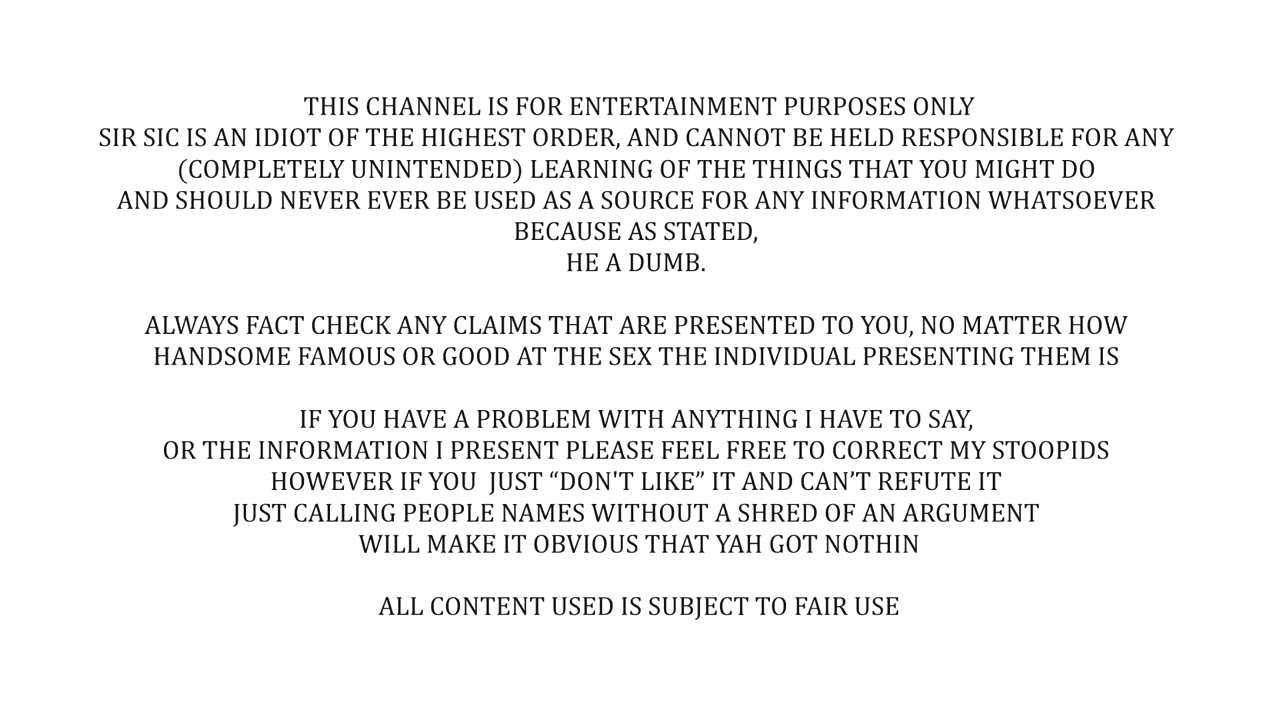 THIS CHANNEL IS FOR ENTERTAINMENT PURPOSES ONLY
SIR SIC IS AN IDIOT OF THE HIGHEST ORDER, AND CANNOT BE HELD RESPONSIBLE FOR ANY
(COMPLETELY UNINTENDED) LEARNING OF THE THINGS THAT YOU MIGHT DO
AND SHOULD NEVER EVER BE USED AS A SOURCE FOR ANY INFORMATION WHATSOEVER
BECAUSE AS STATED,
HE A DUMB.
ALWAYS FACT CHECK ANY CLAIMS THAT ARE PRESENTED TO YOU, NO MATTER HOW
HANDSOME FAMOUS OR GOOD AT THE SEX THE INDIVIDUAL PRESENTING THEM IS
IF YOU HAVE A PROBLEM WITH ANYTHING I HAVE TO SAY,
OR THE INFORMATION I PRESENT PLEASE FEEL FREE TO CORRECT MY STOOPIDS
HOWEVER IF YOU  JUST “DON'T LIKE” IT AND CAN’T REFUTE IT
JUST CALLING PEOPLE NAMES WITHOUT A SHRED OF AN ARGUMENT
WILL MAKE IT OBVIOUS THAT YAH GOT NOTHIN
ALL CONTENT USED IS SUBJECT TO FAIR USE